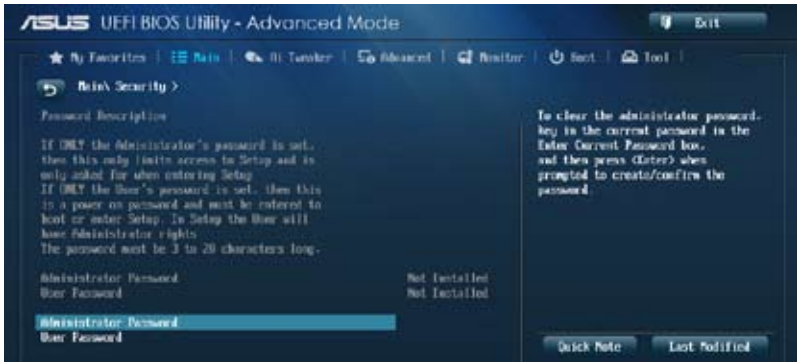 ASUS UEFI BIOS Utility - Advanced Mode
Exit
My Favorites
Main
Ai Tweaker
Advanced
Monitor
Boot
Tool
Main\ Security >
Password Description
If ONLY the Administrator's password is set,
then this only limits access to Setup and is
only asked for when entering Setup
If ONLY the User's password is set, then this
is a power on password and must be entered to
boot or enter Setup. In Setup the User will
have Administrator rights
The password must be 3 to 20 characters long.
Administrator Password Not Installed
User Password Not Installed
Administrator Password
User Password
To clear the administrator password,
key in the current password in the
Enter Current Password box,
and then press <Enter> when
prompted to create/confirm the
password.
Quick Note
Last Modified